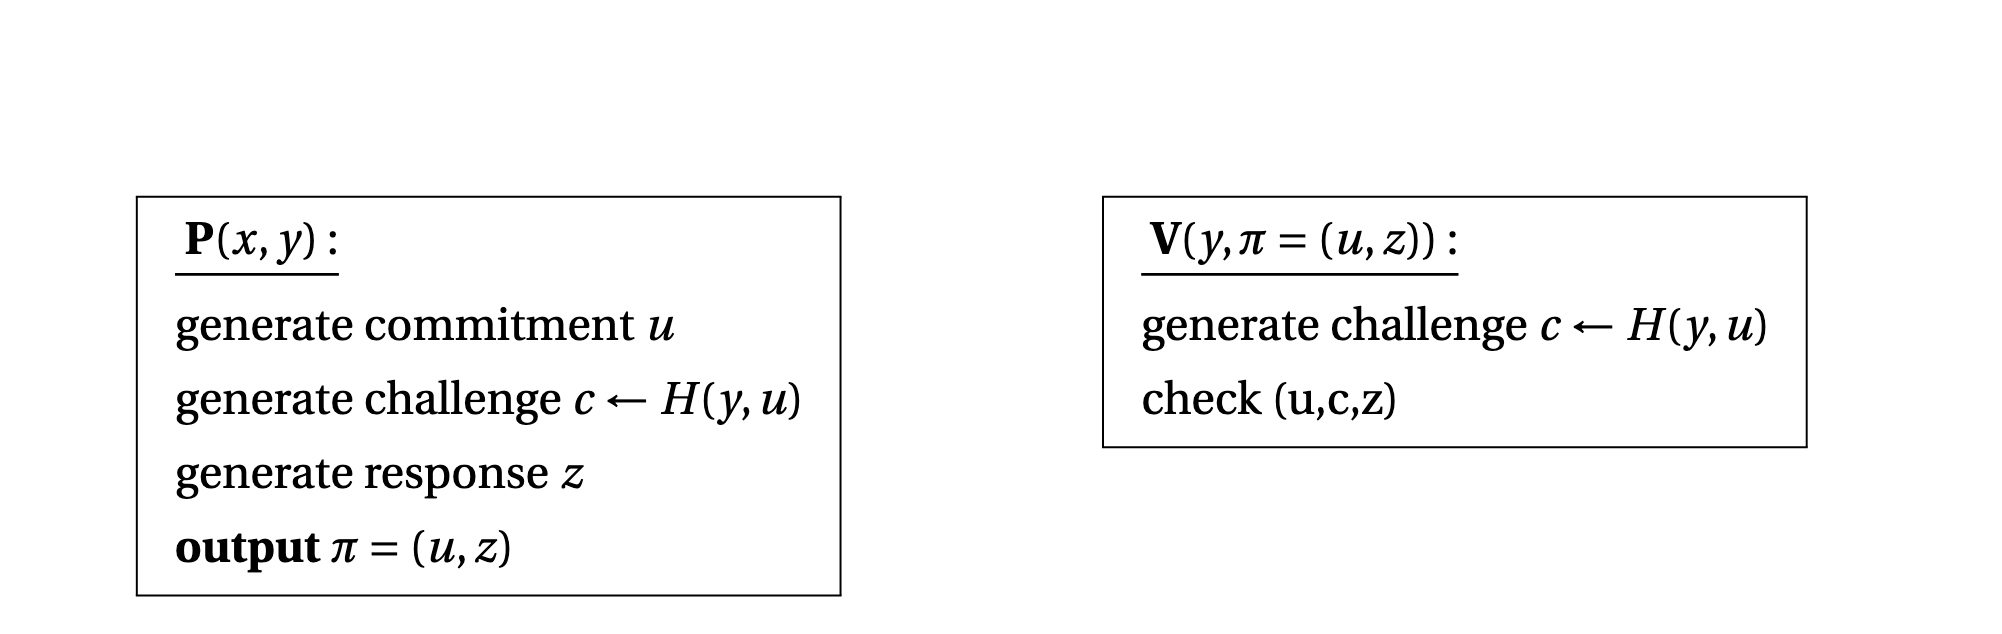 P(x, y) :
generate commitment u
generate challenge c ← H(y, u)
generate response z
output π = (u, z)
V(y, π = (u, z)) :
generate challenge c ← H(y, u)
check (u,c,z)